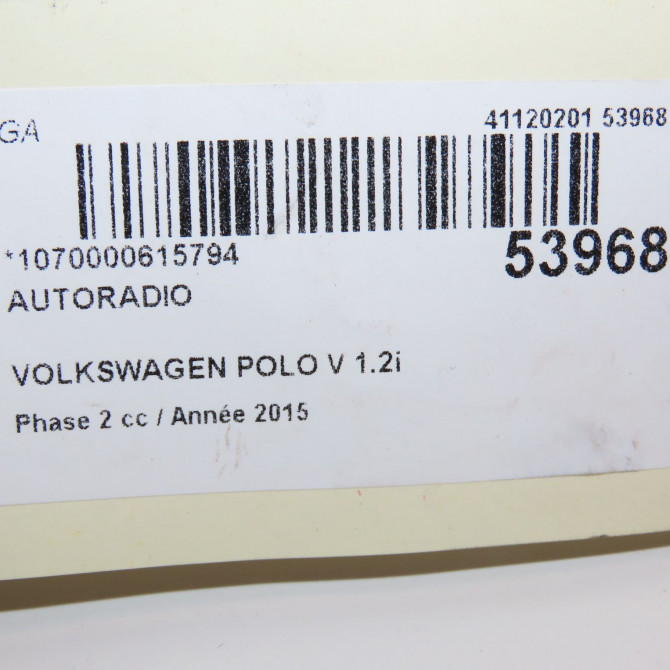 GA
41120201 53968
*1070000615794
53968
AUTORADIO
VOLKSWAGEN POLO V 1.2i
Phase 2 cc / Année 2015